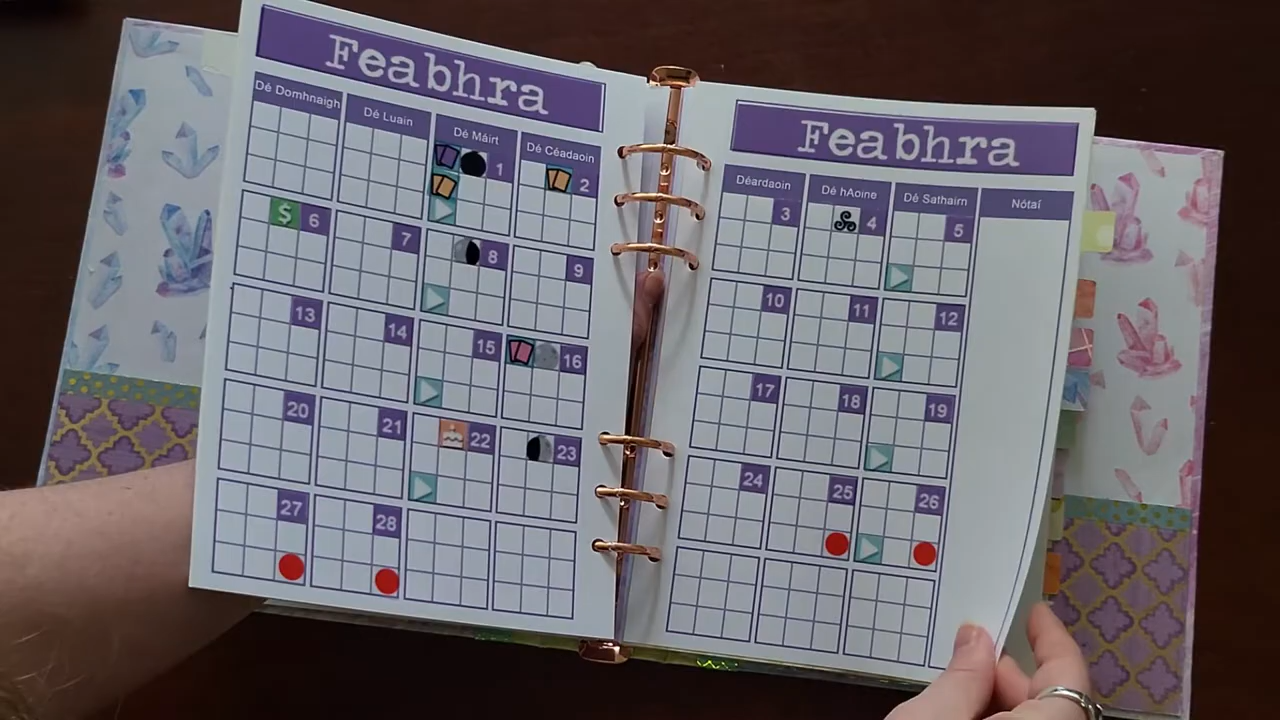 Feabhra
Dé Domhnaigh Dé Luain Dé Máirt Dé Céadaoin
1 2
$ 6 7 8 9
13 14 15 16
20 21 22 23
27 28
Feabhra
Déardaoin Dé hAoine Dé Sathairn Nótaí
3 4 5
10 11 12
17 18 19
24 25 26